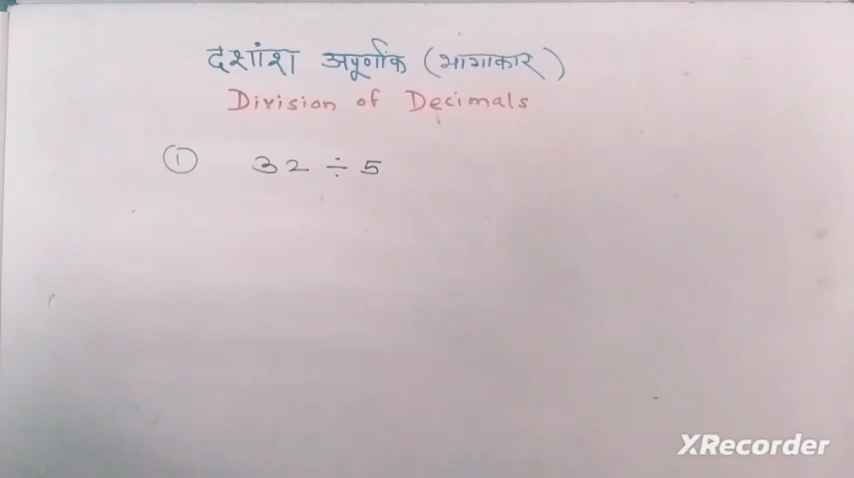 दशांश अपूर्णांक (भागाकार)
Division of Decimals
① 32 ÷ 5
XRecorder